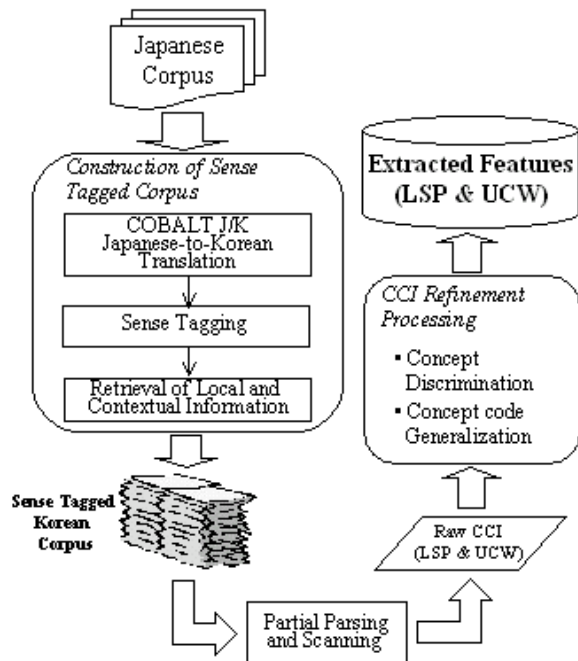 Japanese
Corpus
Construction of Sense
Tagged Corpus
COBALT J/K
Japanese-to-Korean
Translation
Sense Tagging
Retrieval of Local and
Contextual Information
Sense Tagged
Korean
Corpus
Partial Parsing
and Scanning
Raw CCI
(LSP & UCW)
CCI Refinement
Processing
▪ Concept
Discrimination
▪ Concept code
Generalization
Extracted Features
(LSP & UCW)